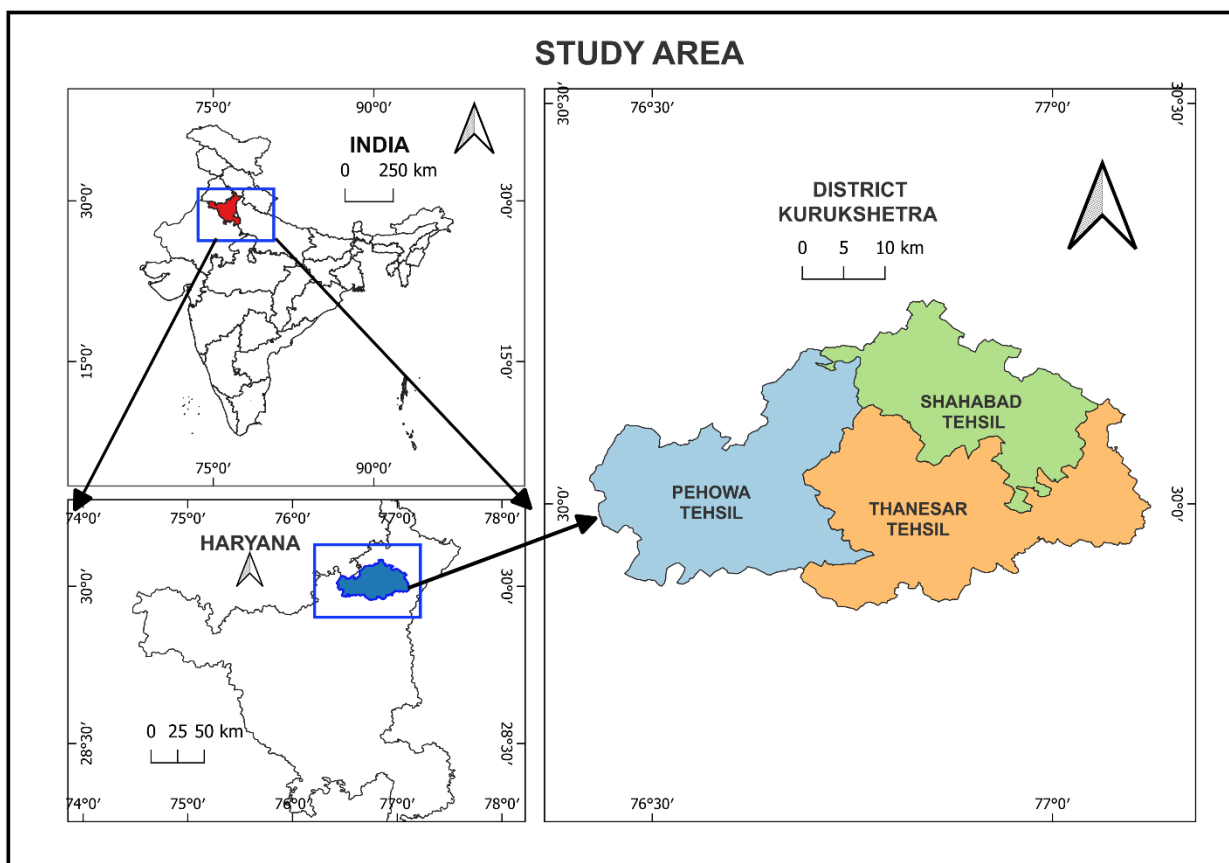 STUDY AREA
75°0′ 90°0′
INDIA
0 250 km
30°0′ 30°0′
15°0′ 15°0′
75°0′ 90°0′
74°0′ 75°0′ 76°0′ 77°0′ 78°0′
HARYANA
30°0′ 30°0′
0 25 50 km
28°30′ 28°30′
74°0′ 75°0′ 76°0′ 77°0′ 78°0′
76°30′ 77°0′
30°30′ 30°30′
DISTRICT
KURUKSHETRA
0 5 10 km
SHAHABAD
TEHSIL
PEHOWA
TEHSIL
THANESAR
TEHSIL
30°0′ 30°0′
76°30′ 77°0′